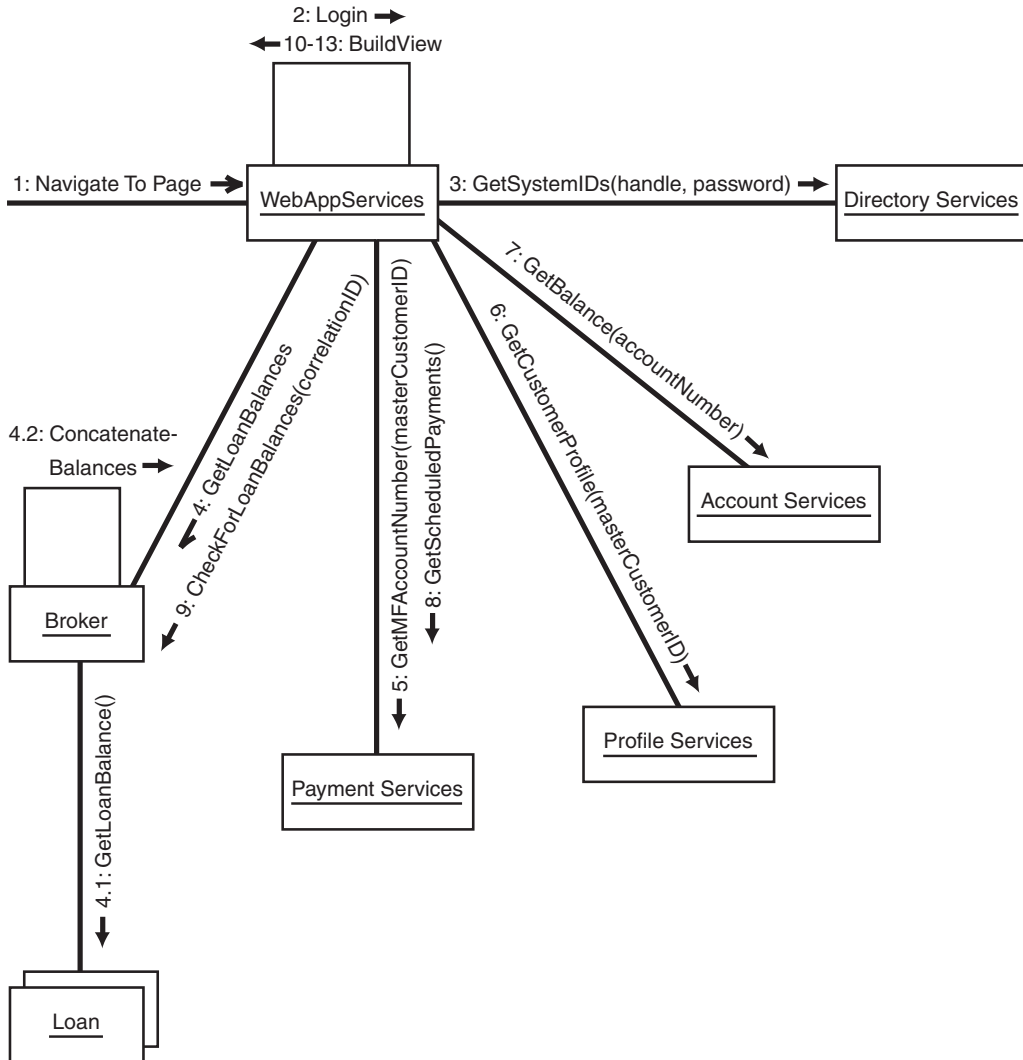 2: Login
10-13: BuildView
1: Navigate To Page
WebAppServices
3: GetSystemIDs(handle, password)
Directory Services
4: GetLoanBalances
9: CheckForLoanBalances(correlationID)
5: GetMFAccountNumber(masterCustomerID)
8: GetScheduledPayments()
6: GetCustomerProfile(masterCustomerID)
7: GetBalance(accountNumber)
4.2: Concatenate-
Balances
Account Services
Broker
Profile Services
Payment Services
4.1: GetLoanBalance()
Loan